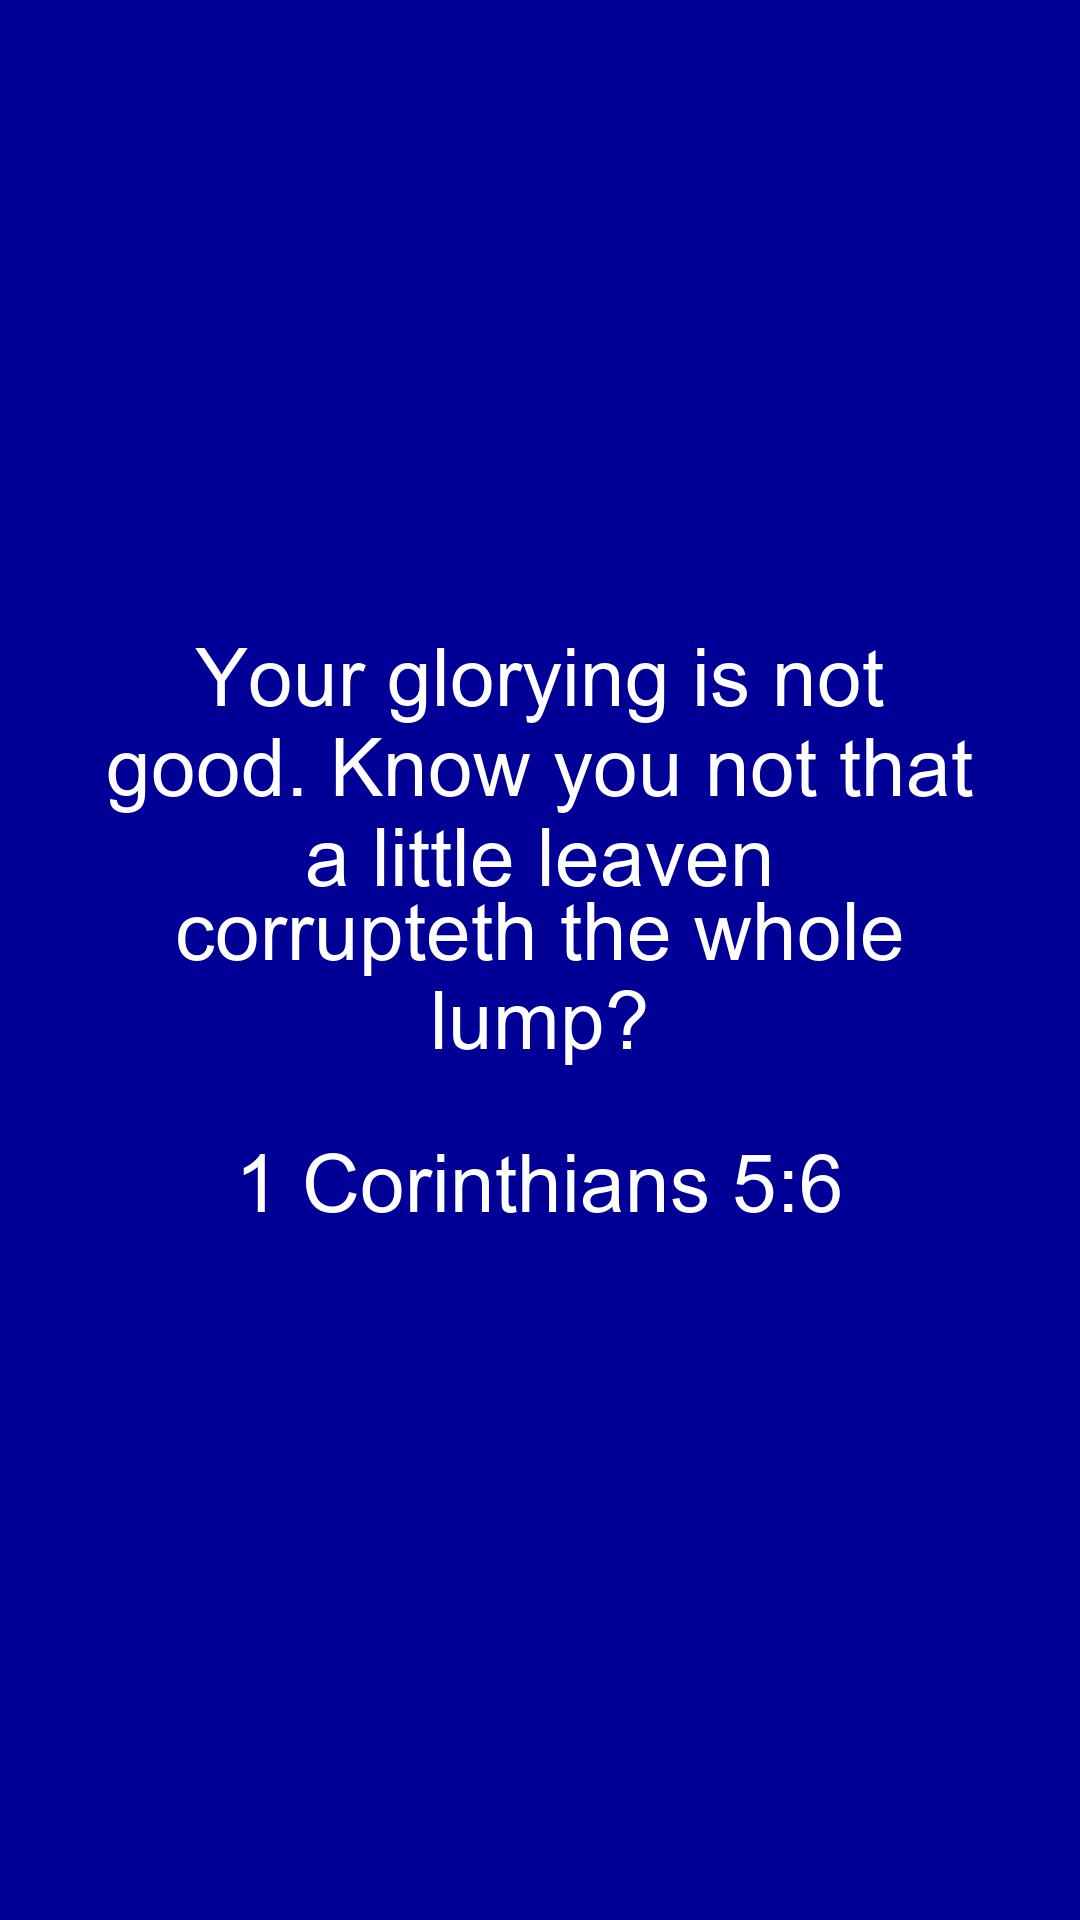 Your glorying is not
good. Know you not that
a little leaven
corrupteth the whole
lump?
1 Corinthians 5:6